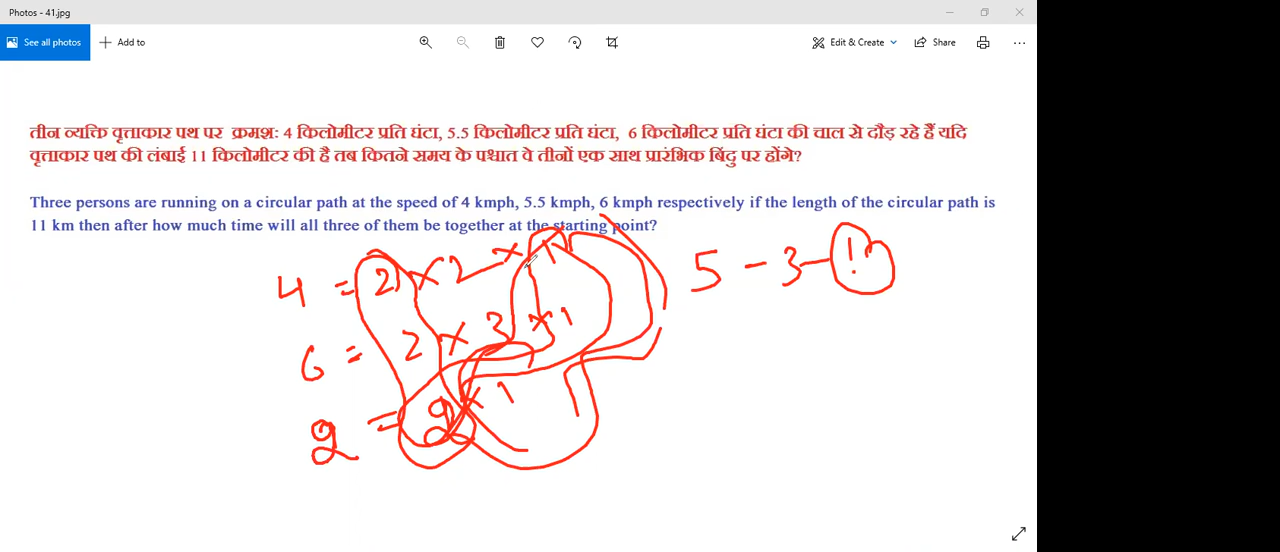 Photos - 41.jpg
See all photos
Add to
Edit & Create
Share
तीन व्यक्ति वृत्ताकार पथ पर क्रमशः 4 किलोमीटर प्रति घंटा, 5.5 किलोमीटर प्रति घंटा, 6 किलोमीटर प्रति घंटा की चाल से दौड़ रहे हैं यदि
वृत्ताकार पथ की लंबाई 11 किलोमीटर की है तब कितने समय के पश्चात वे तीनों एक साथ प्रारंभिक बिंदु पर होंगे?
Three persons are running on a circular path at the speed of 4 kmph, 5.5 kmph, 6 kmph respectively if the length of the circular path is
11 km then after how much time will all three of them be together at the starting point?
4 = 2 × 2 × 1
5 - 3 -
6 = 2 × 3 × 1
2 = 2 × 1